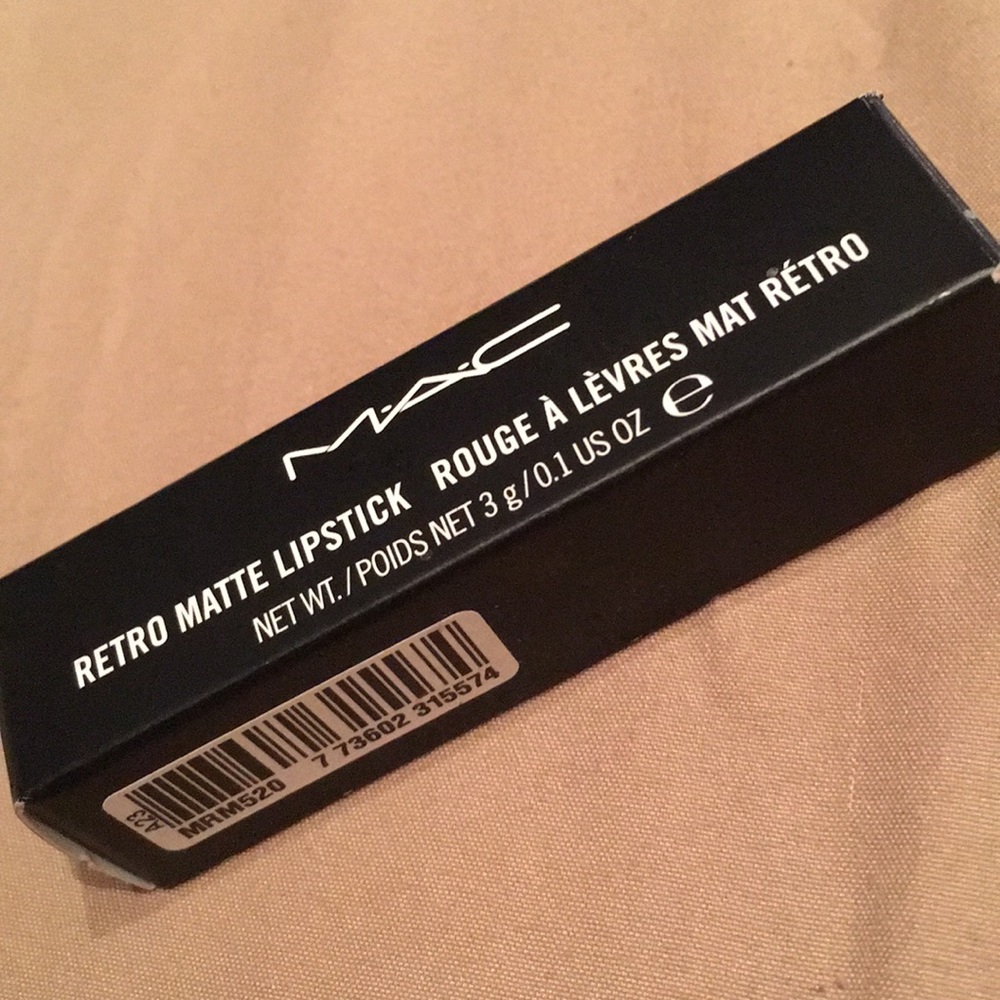 M·A·C
RETRO MATTE LIPSTICK ROUGE À LÈVRES MAT RÉTRO
NET WT./POIDS NET 3 g/0.1 US OZ ℮
A23
MRM520 7 73602 315574